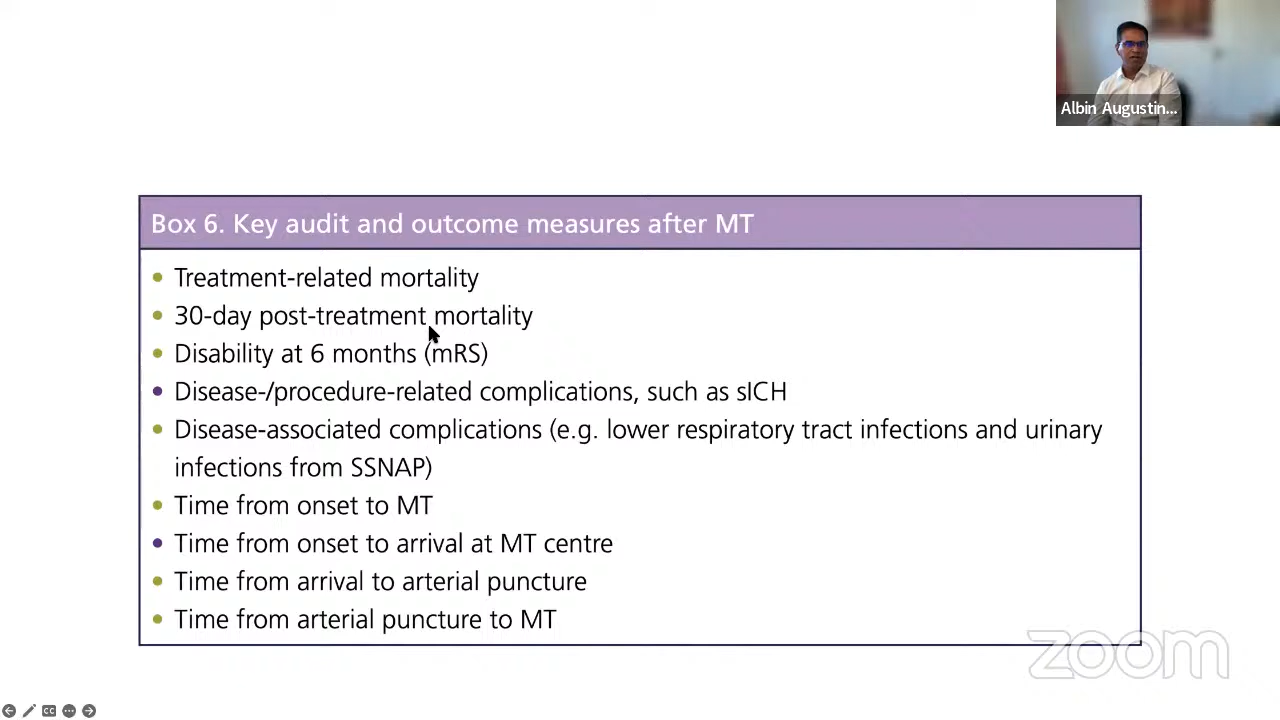 Albin Augustin...
Box 6. Key audit and outcome measures after MT
• Treatment-related mortality
• 30-day post-treatment mortality
• Disability at 6 months (mRS)
• Disease-/procedure-related complications, such as sICH
• Disease-associated complications (e.g. lower respiratory tract infections and urinary
infections from SSNAP)
• Time from onset to MT
• Time from onset to arrival at MT centre
• Time from arrival to arterial puncture
• Time from arterial puncture to MT
zoom
CC